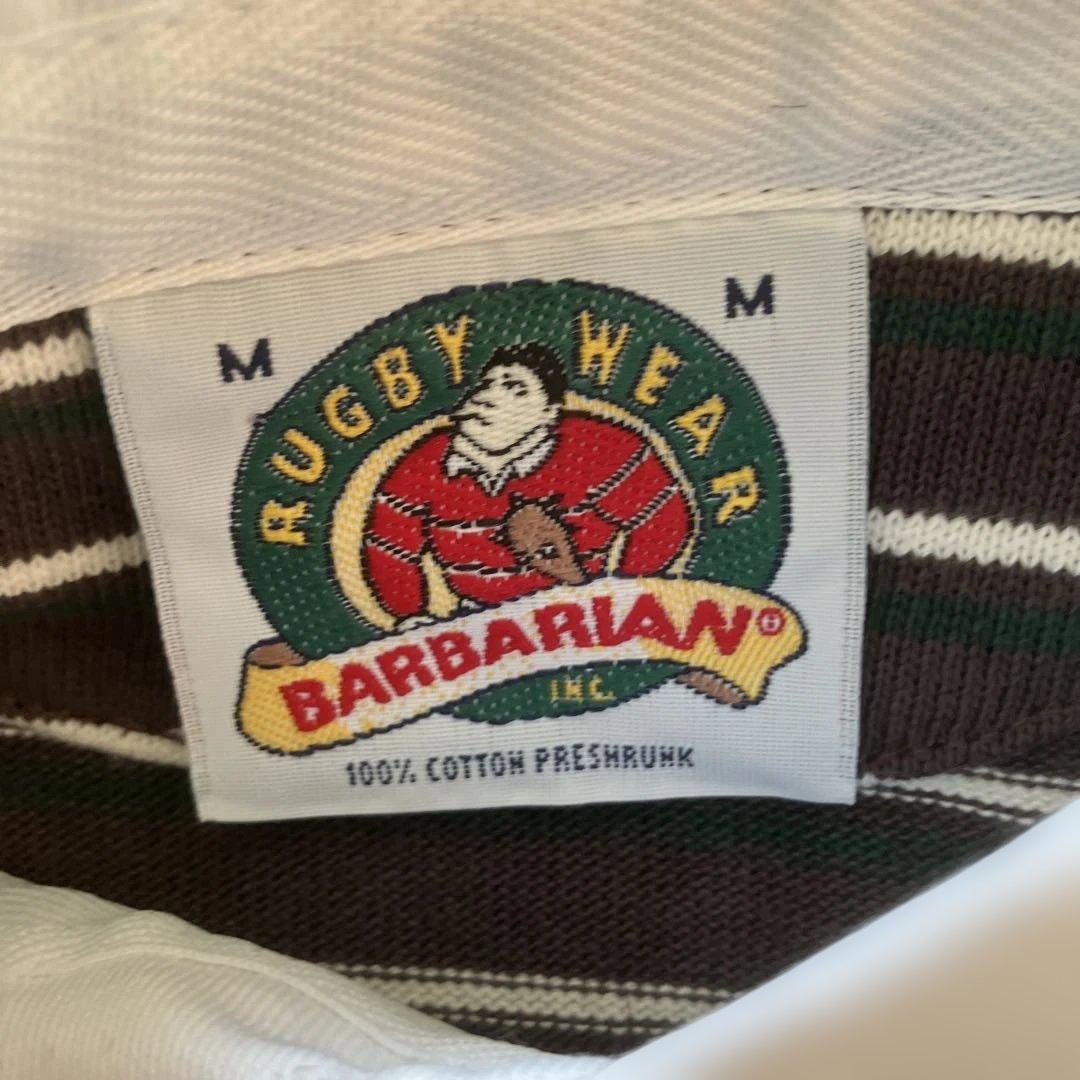 M M
RUGBY WEAR
BARBARIAN®
INC.
100% COTTON PRESHRUNK